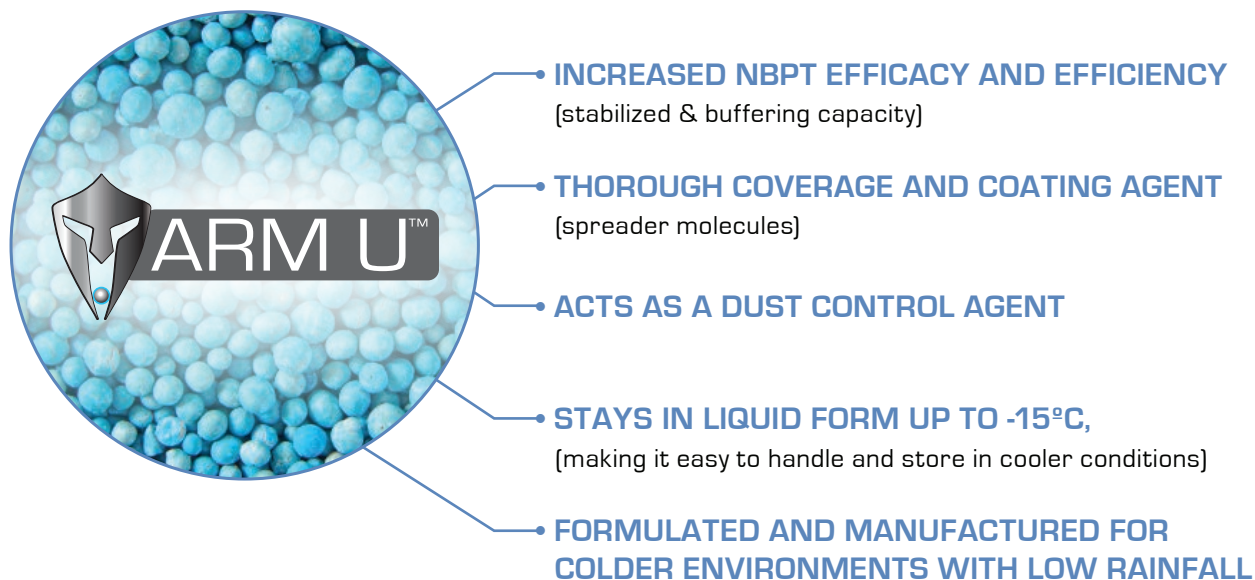 INCREASED NBPT EFFICACY AND EFFICIENCY
(stabilized & buffering capacity)
THOROUGH COVERAGE AND COATING AGENT
(spreader molecules)
ARM U™
ACTS AS A DUST CONTROL AGENT
STAYS IN LIQUID FORM UP TO -15ºC,
(making it easy to handle and store in cooler conditions)
FORMULATED AND MANUFACTURED FOR
COLDER ENVIRONMENTS WITH LOW RAINFALL